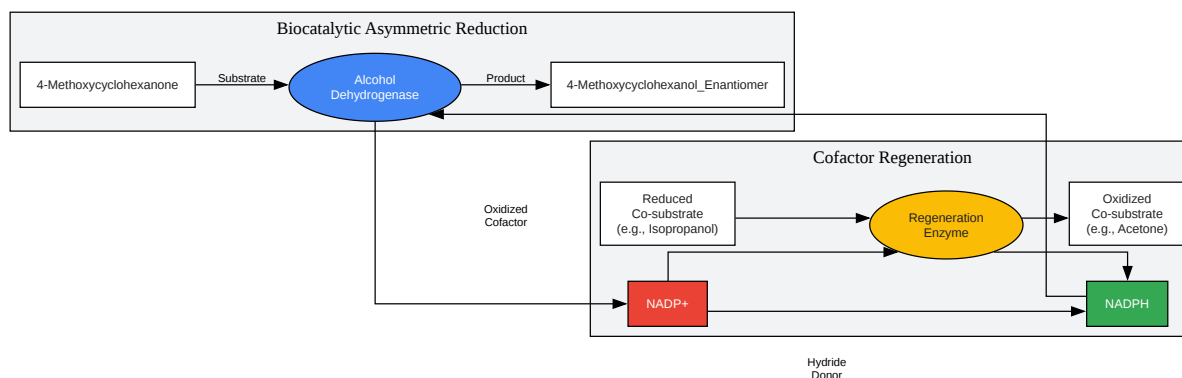 Biocatalytic Asymmetric Reduction
4-Methoxycyclohexanone
Substrate
Alcohol
Dehydrogenase
Product
4-Methoxycyclohexanol_Enantiomer
Cofactor Regeneration
Oxidized
Cofactor
Reduced
Co-substrate
(e.g., Isopropanol)
Regeneration
Enzyme
Oxidized
Co-substrate
(e.g., Acetone)
NADP+
NADPH
Hydride
Donor